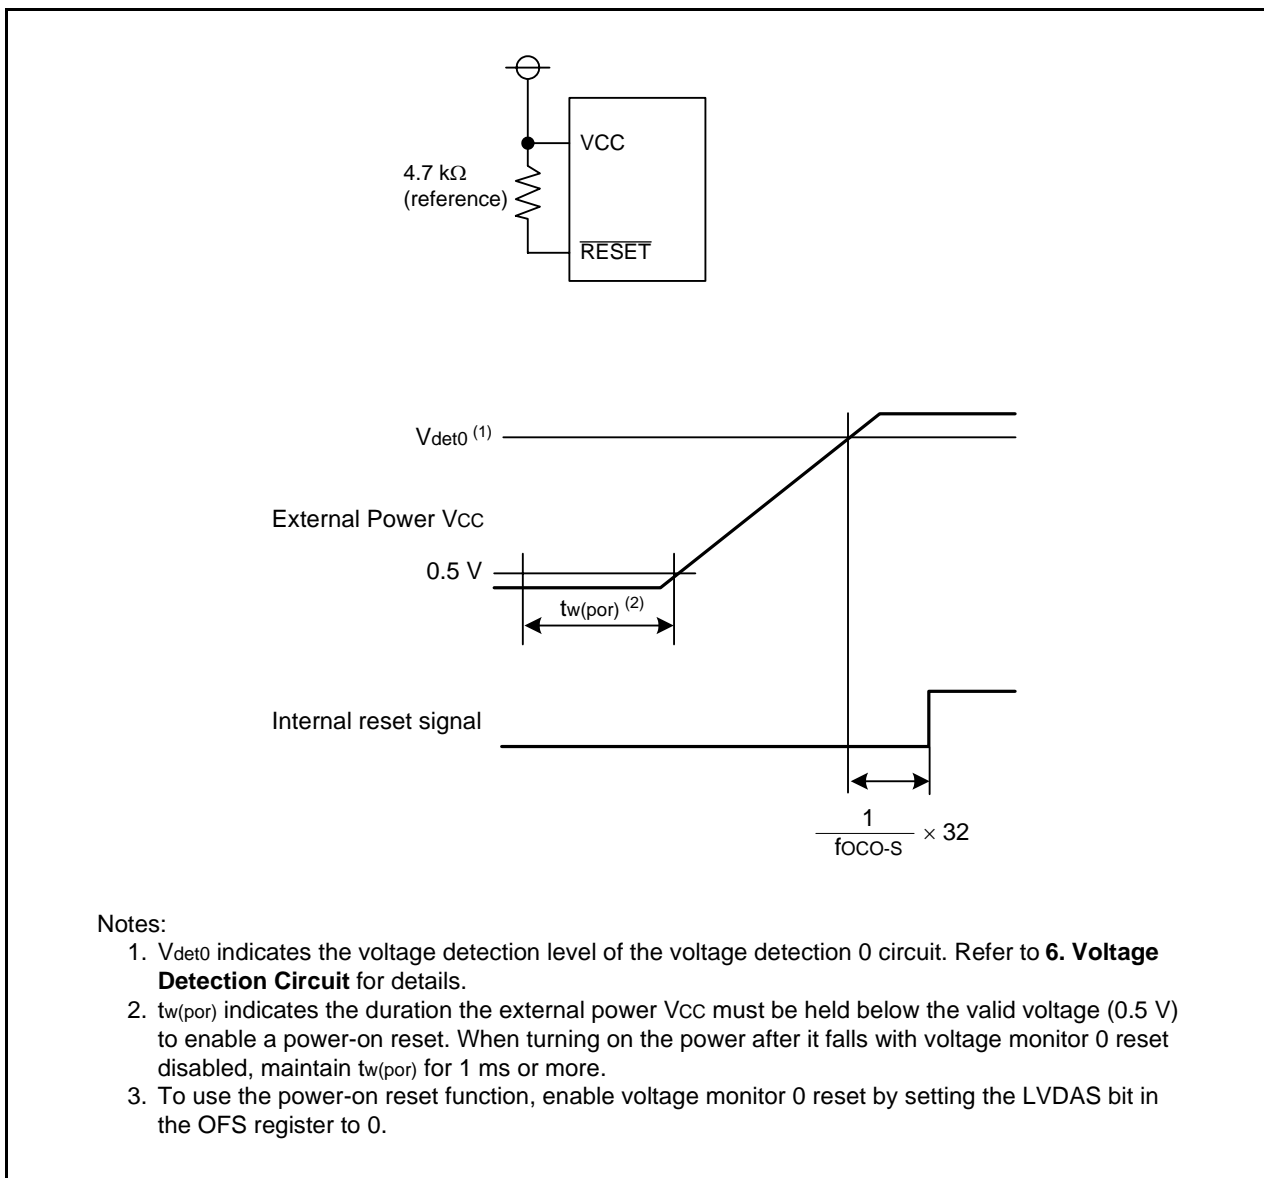 VCC
4.7 kΩ
(reference)
RESET
Vdet0 (1)
External Power VCC
0.5 V
tw(por) (2)
Internal reset signal
1
fOCO-S
× 32
Notes:
1. Vdet0 indicates the voltage detection level of the voltage detection 0 circuit. Refer to 6. Voltage
Detection Circuit for details.
2. tw(por) indicates the duration the external power VCC must be held below the valid voltage (0.5 V)
to enable a power-on reset. When turning on the power after it falls with voltage monitor 0 reset
disabled, maintain tw(por) for 1 ms or more.
3. To use the power-on reset function, enable voltage monitor 0 reset by setting the LVDAS bit in
the OFS register to 0.